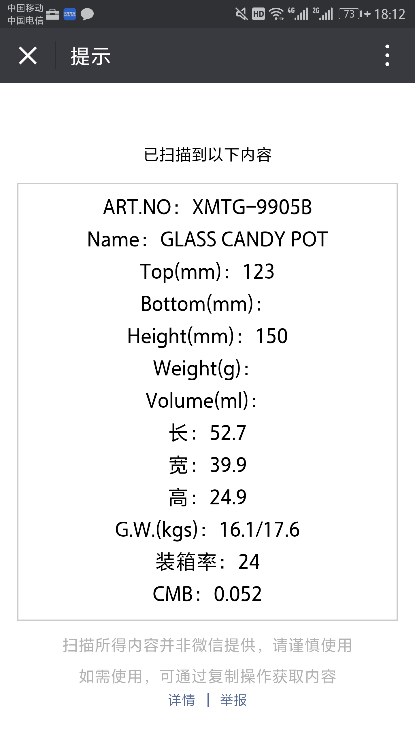 中国移动
中国电信
HD 4G 2G 73 18:12
提示
已扫描到以下内容
ART.NO：XMTG-9905B
Name：GLASS CANDY POT
Top(mm)：123
Bottom(mm)：
Height(mm)：150
Weight(g)：
Volume(ml)：
长：52.7
宽：39.9
高：24.9
G.W.(kgs)：16.1/17.6
装箱率：24
CMB：0.052
扫描所得内容并非微信提供，请谨慎使用
如需使用，可通过复制操作获取内容
详情 | 举报